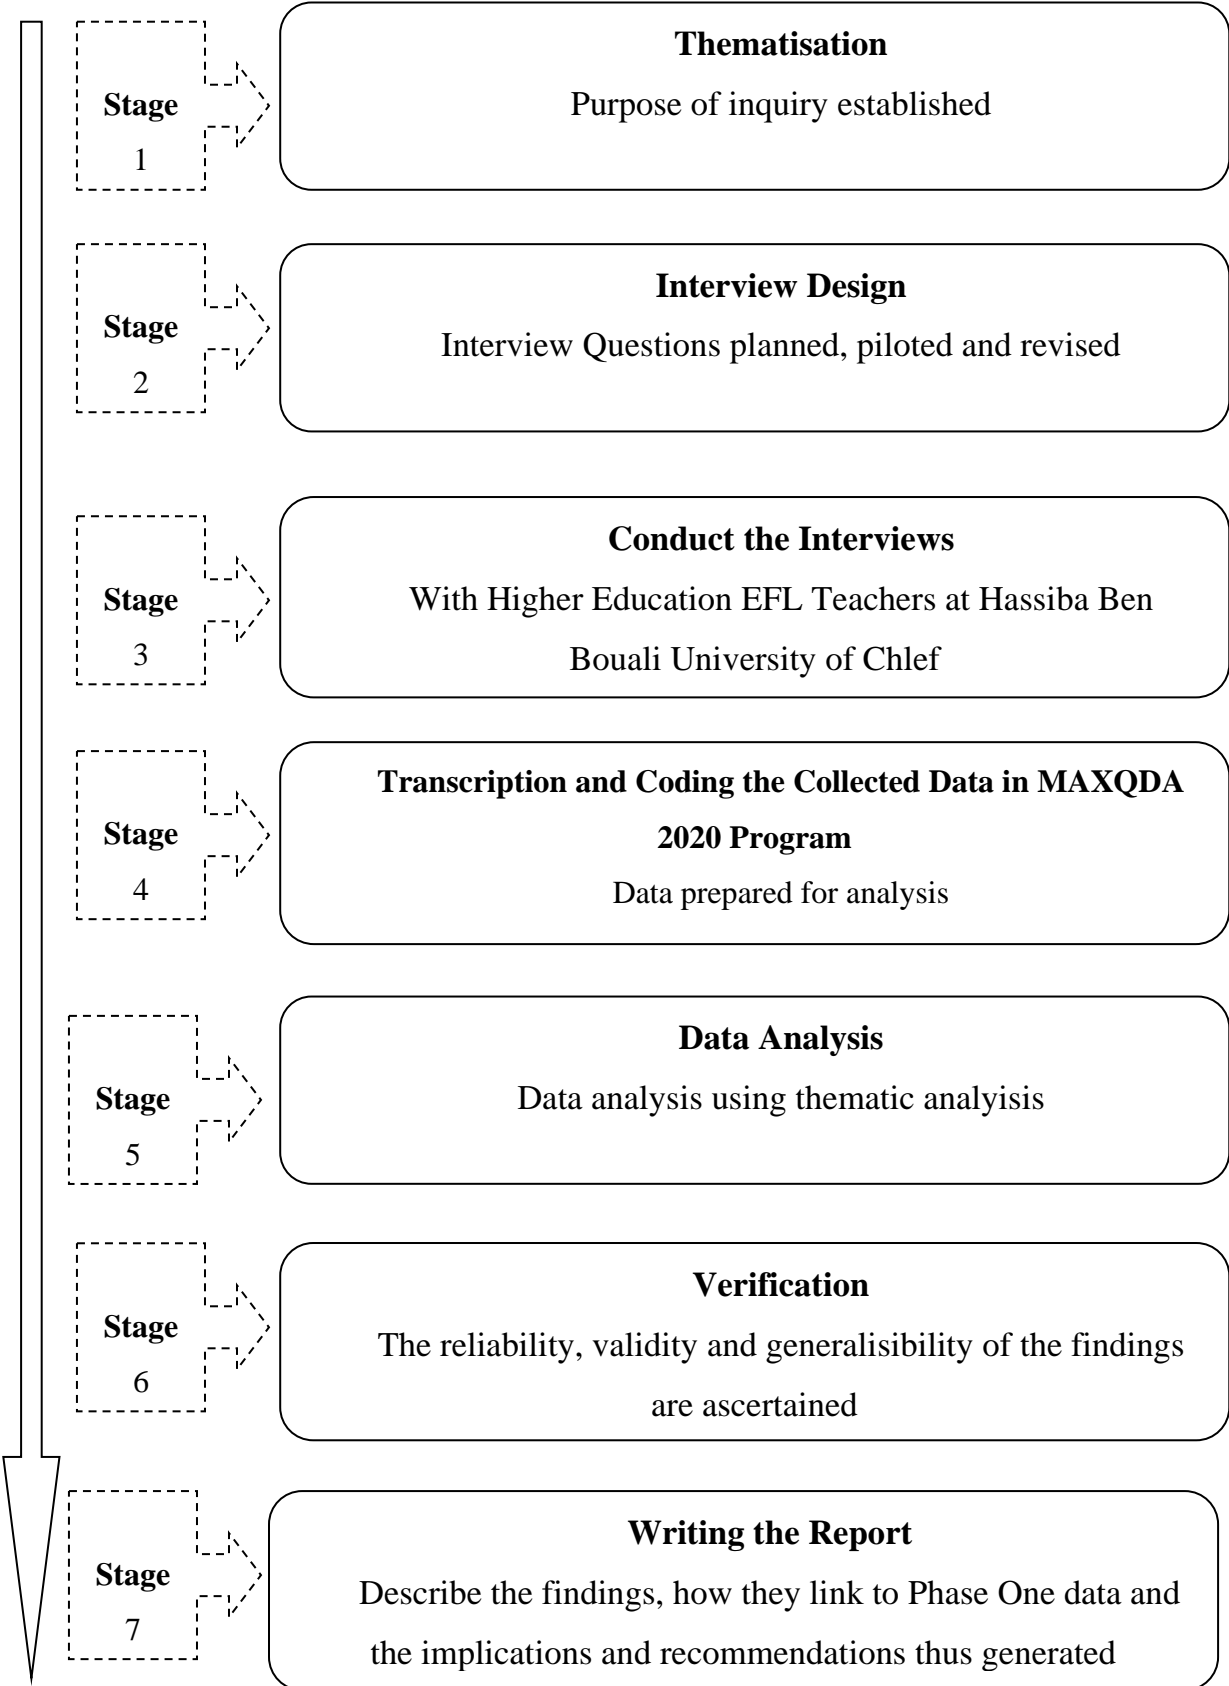 Thematisation
Purpose of inquiry established
Stage
1
Interview Design
Interview Questions planned, piloted and revised
Stage
2
Conduct the Interviews
With Higher Education EFL Teachers at Hassiba Ben
Bouali University of Chlef
Stage
3
Transcription and Coding the Collected Data in MAXQDA
2020 Program
Data prepared for analysis
Stage
4
Data Analysis
Data analysis using thematic analyisis
Stage
5
Verification
The reliability, validity and generalisibility of the findings
are ascertained
Stage
6
Writing the Report
Describe the findings, how they link to Phase One data and
the implications and recommendations thus generated
Stage
7